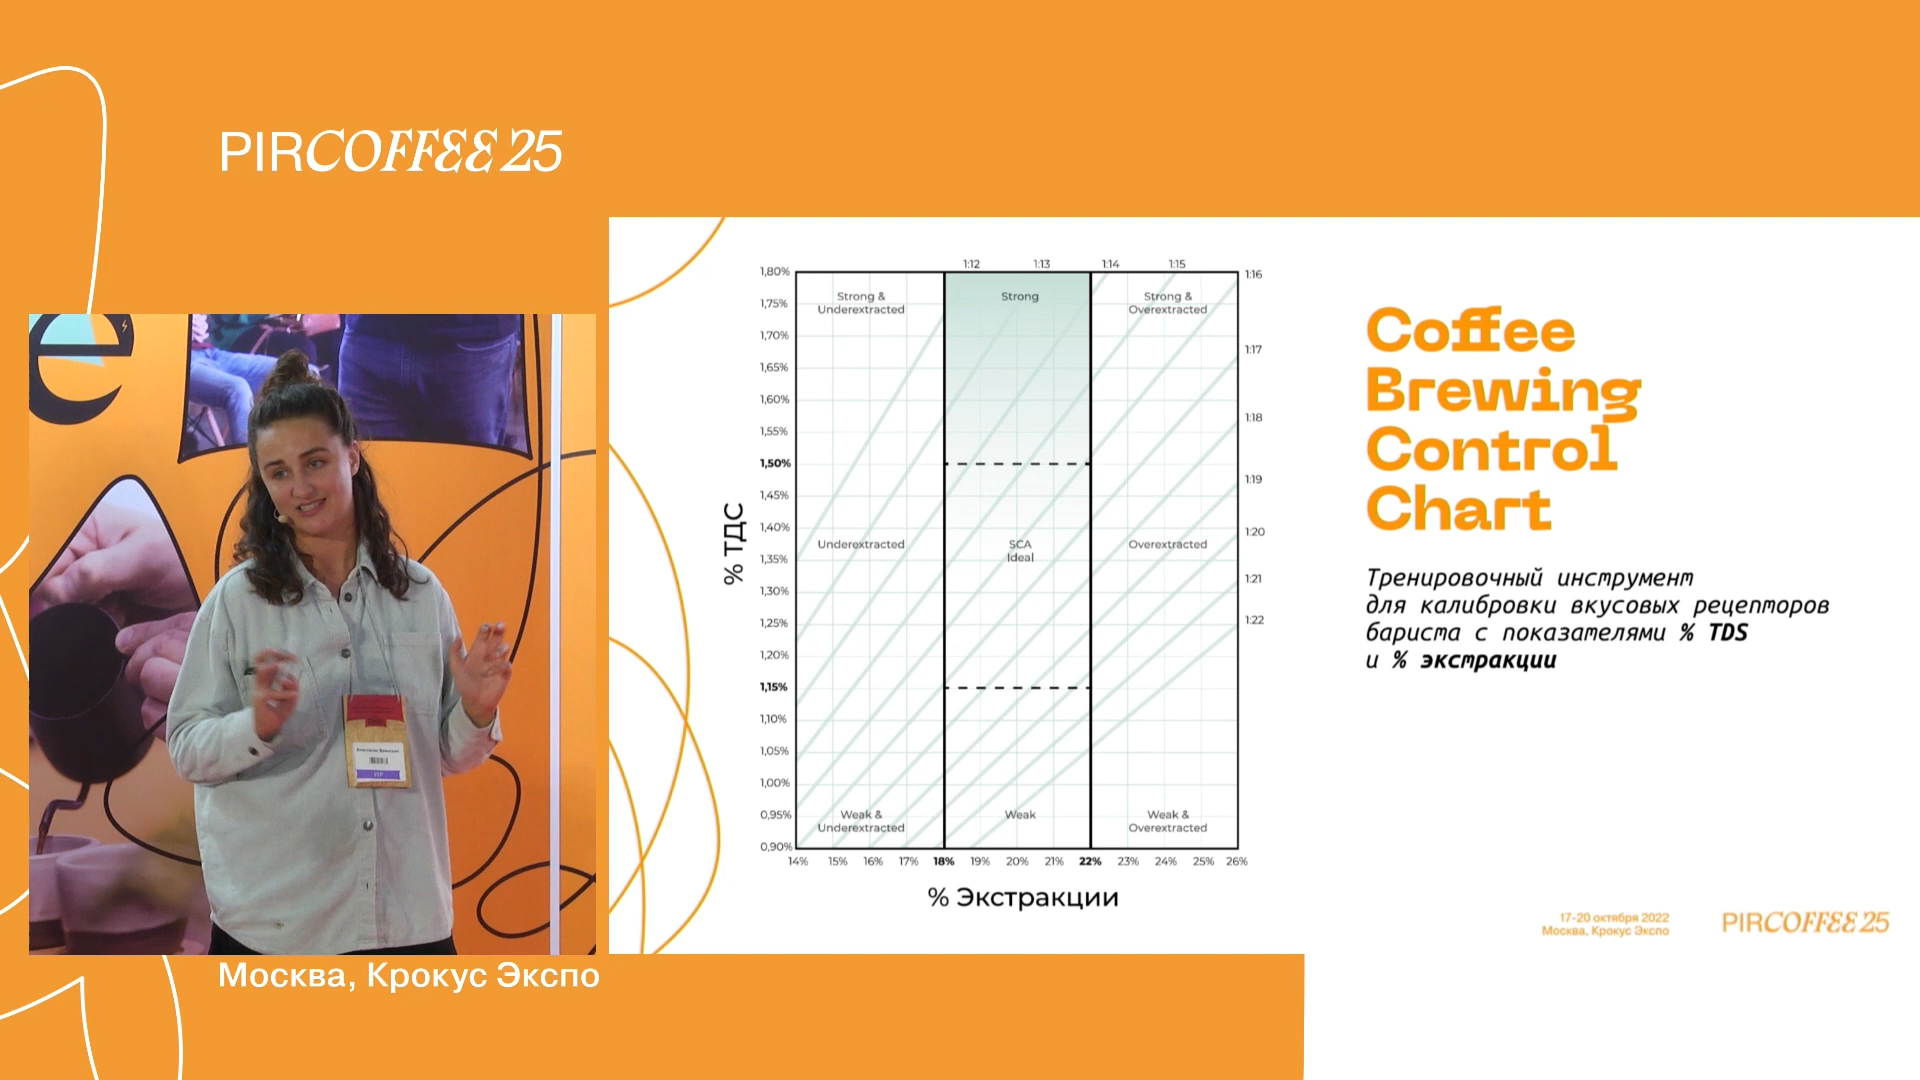 PIRCOFFEE 25
Москва, Крокус Экспо
1:12 1:13 1:14 1:15
1:16
1:17
1:18
1:19
1:20
1:21
1:22
1,80%
1,75%
1,70%
1,65%
1,60%
1,55%
1,50%
1,45%
1,40%
1,35%
1,30%
1,25%
1,20%
1,15%
1,10%
1,05%
1,00%
0,95%
0,90%
% ТДС
Strong &
Underextracted
Strong
Strong &
Overextracted
Underextracted
SCA
Ideal
Overextracted
Weak &
Underextracted
Weak
Weak &
Overextracted
14% 15% 16% 17% 18% 19% 20% 21% 22% 23% 24% 25% 26%
% Экстракции
Coffee
Brewing
Control
Chart
Тренировочный инструмент
для калибровки вкусовых рецепторов
бариста с показателями % TDS
и % экстракции
17-20 октября 2022
Москва, Крокус Экспо
PIRCOFFEE 25